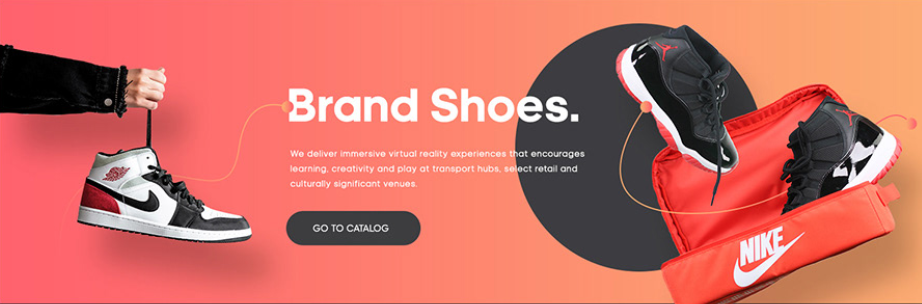 Brand Shoes.
We deliver immersive virtual reality experiences that encourages
learning, creativity and play at transport hubs, select retail and
culturally significant venues.
GO TO CATALOG
NIKE